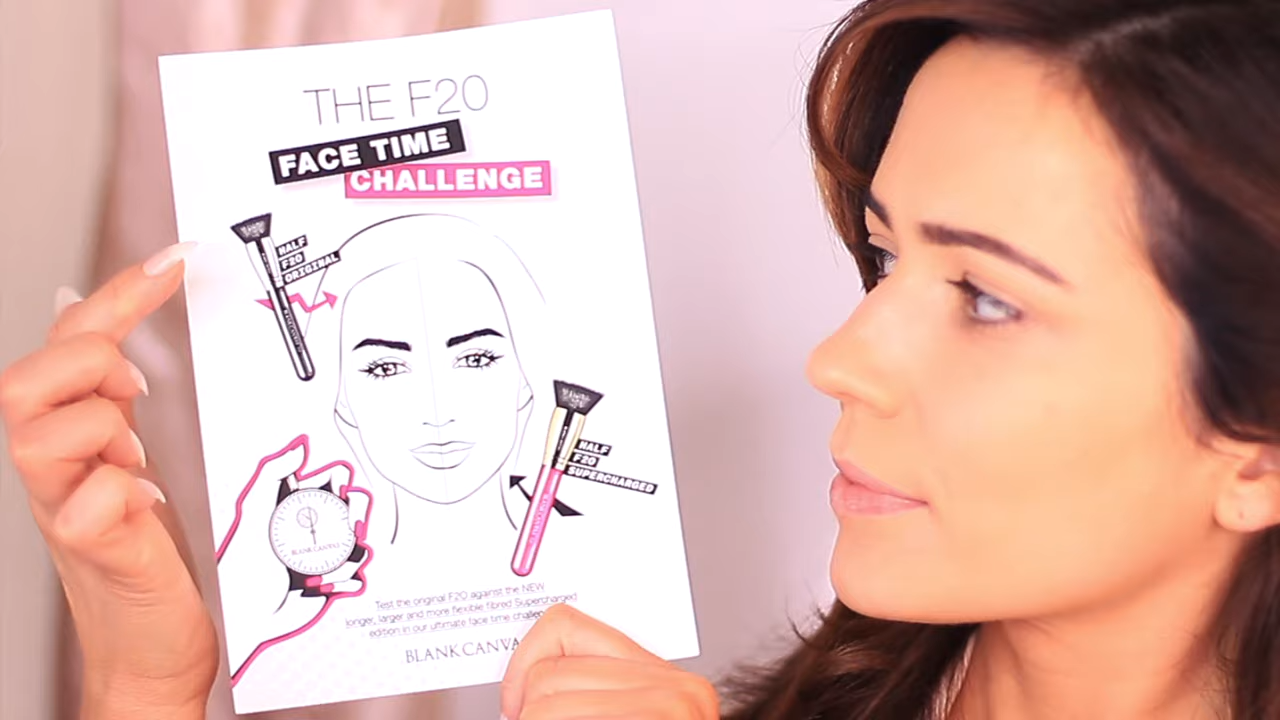 THE F20
FACE TIME
CHALLENGE
HALF
F20
ORIGINAL
HALF
F20
SUPERCHARGED
BLANK CANVAS
Test the original F20 against the NEW
longer, larger and more flexible fibred Supercharged
edition in our ultimate face time
BLANK CANVA